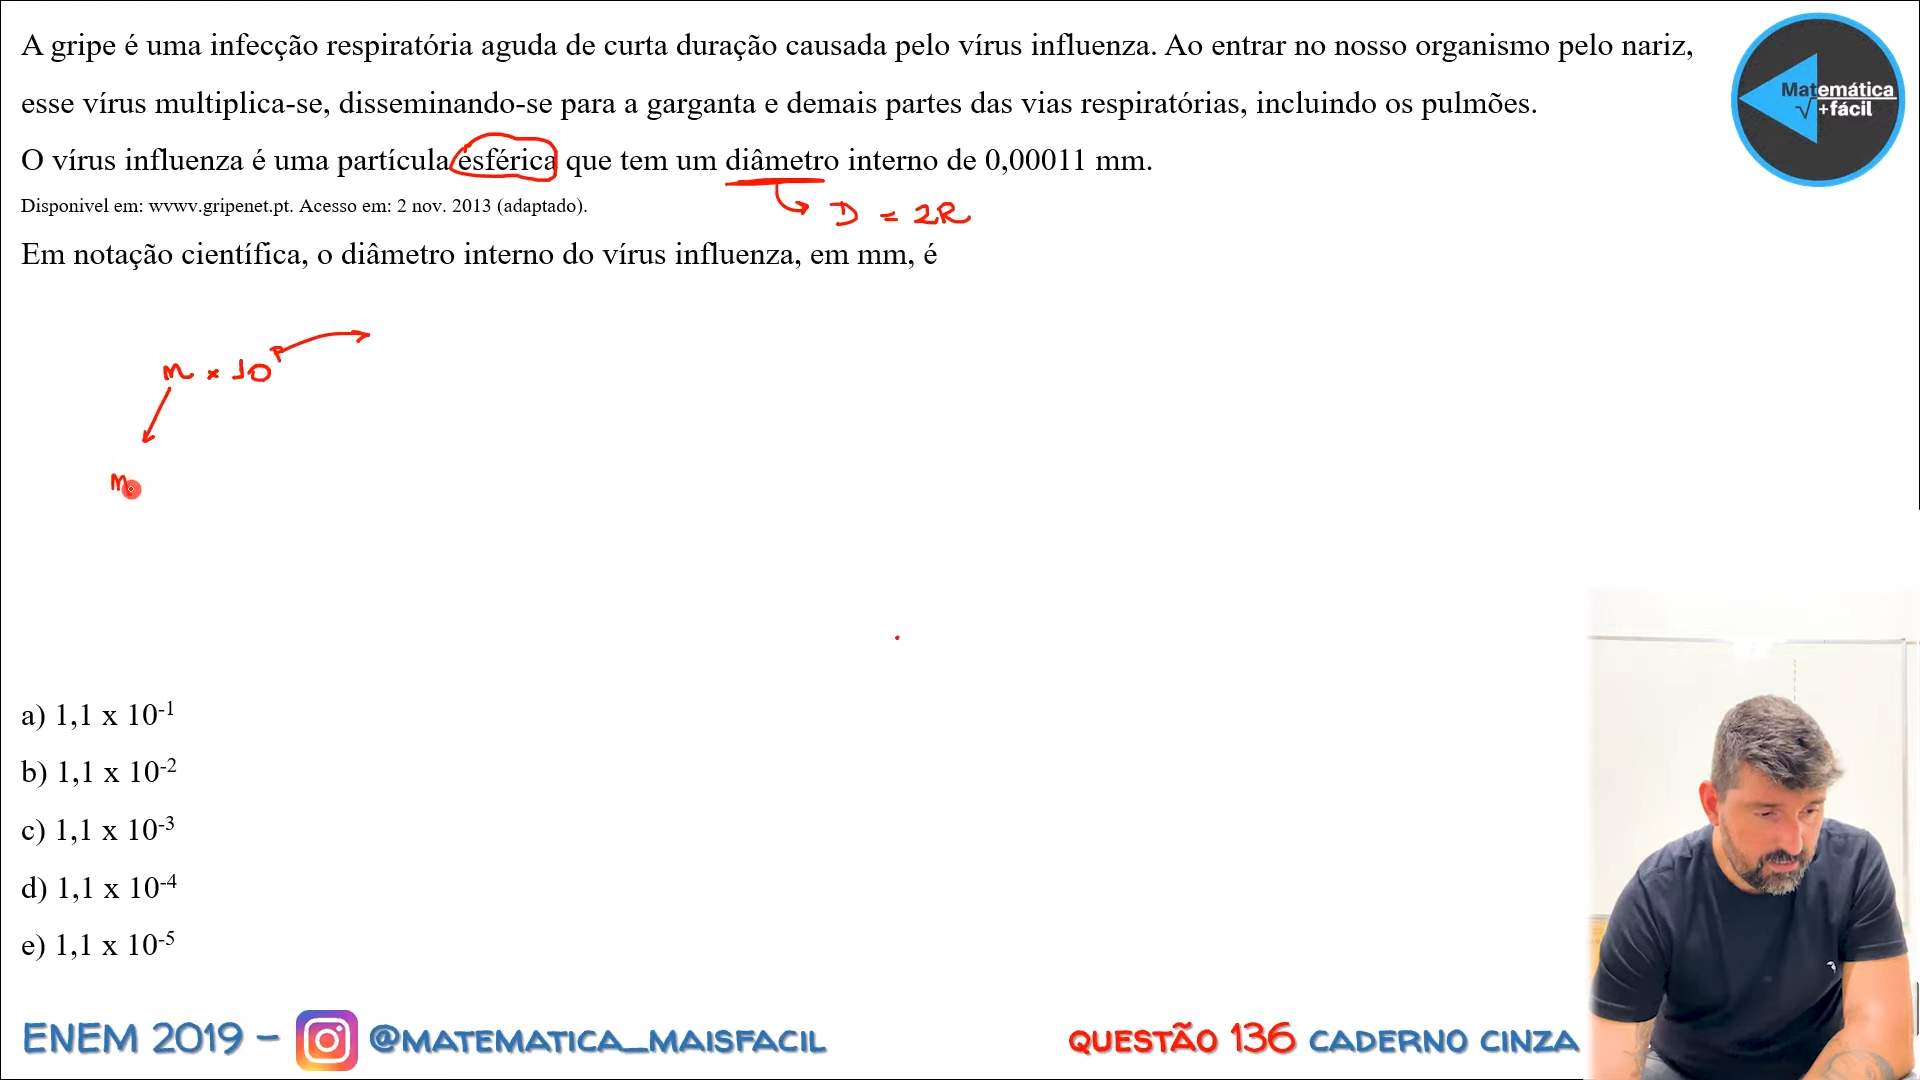 A gripe é uma infecção respiratória aguda de curta duração causada pelo vírus influenza. Ao entrar no nosso organismo pelo nariz,
esse vírus multiplica-se, disseminando-se para a garganta e demais partes das vias respiratórias, incluindo os pulmões.
O vírus influenza é uma partícula esférica que tem um diâmetro interno de 0,00011 mm.
Disponivel em: wvwv.gripenet.pt. Acesso em: 2 nov. 2013 (adaptado).
D = 2R
Em notação científica, o diâmetro interno do vírus influenza, em mm, é
m × 10ᴾ
m
a) 1,1 x 10⁻¹
b) 1,1 x 10⁻²
c) 1,1 x 10⁻³
d) 1,1 x 10⁻⁴
e) 1,1 x 10⁻⁵
Matemática
√ +fácil
ENEM 2019 - @MATEMATICA_MAISFACIL
QUESTÃO 136 CADERNO CINZA